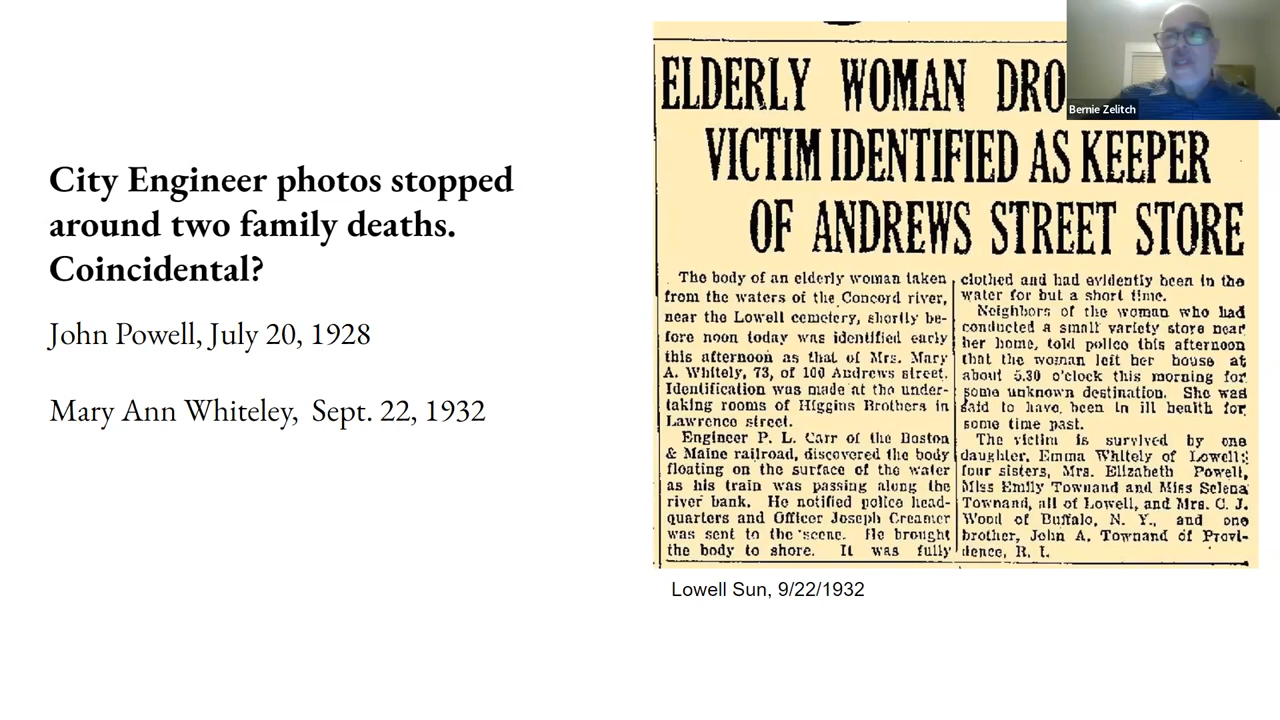 City Engineer photos stopped
around two family deaths.
Coincidental?
John Powell, July 20, 1928
Mary Ann Whiteley, Sept. 22, 1932
ELDERLY WOMAN DRO
VICTIM IDENTIFIED AS KEEPER
OF ANDREWS STREET STORE
The body of an elderly woman taken
from the waters of the Concord river,
near the Lowell cemetery, shortly be-
fore noon today was identified early
this afternoon as that of Mrs. Mary
A. Whitely, 73, of 100 Andrews street.
Identification was made at the under-
taking rooms of Higgins Brothers in
Lawrence street.
Engineer P. L. Carr of the Boston
& Maine railroad, discovered the body
floating on the surface of the water
as his train was passing along the
river bank. He notified police head-
quarters and Officer Joseph Creamer
was sent to the scene. He brought
the body to shore. It was fully
clothed and had evidently been in the
water for but a short time.
Neighbors of the woman who had
conducted a small variety store near
her home, told police this afternoon
that the woman left her house at
about 5.30 o'clock this morning for
some unknown destination. She was
said to have been in ill health for
some time past.
The victim is survived by one
daughter, Emma Whitely of Lowell;
four sisters, Mrs. Elizabeth Powell,
Miss Emily Townand and Miss Selena
Townand, all of Lowell, and Mrs. C. J.
Wood of Buffalo, N. Y., and one
brother, John A. Townand of Provi-
dence, R. I.
Lowell Sun, 9/22/1932
Bernie Zelitch